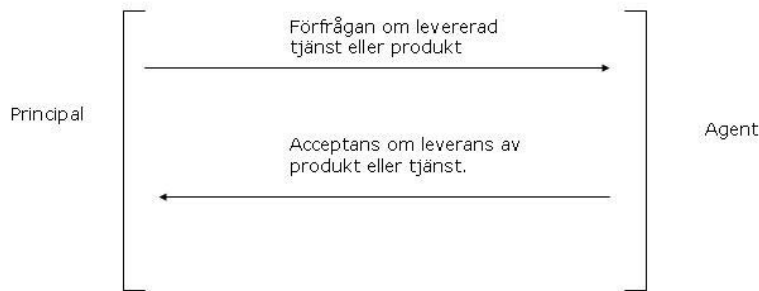 Förfrågan om levererad
tjänst eller produkt
Principal
Agent
Acceptans om leverans av
produkt eller tjänst.